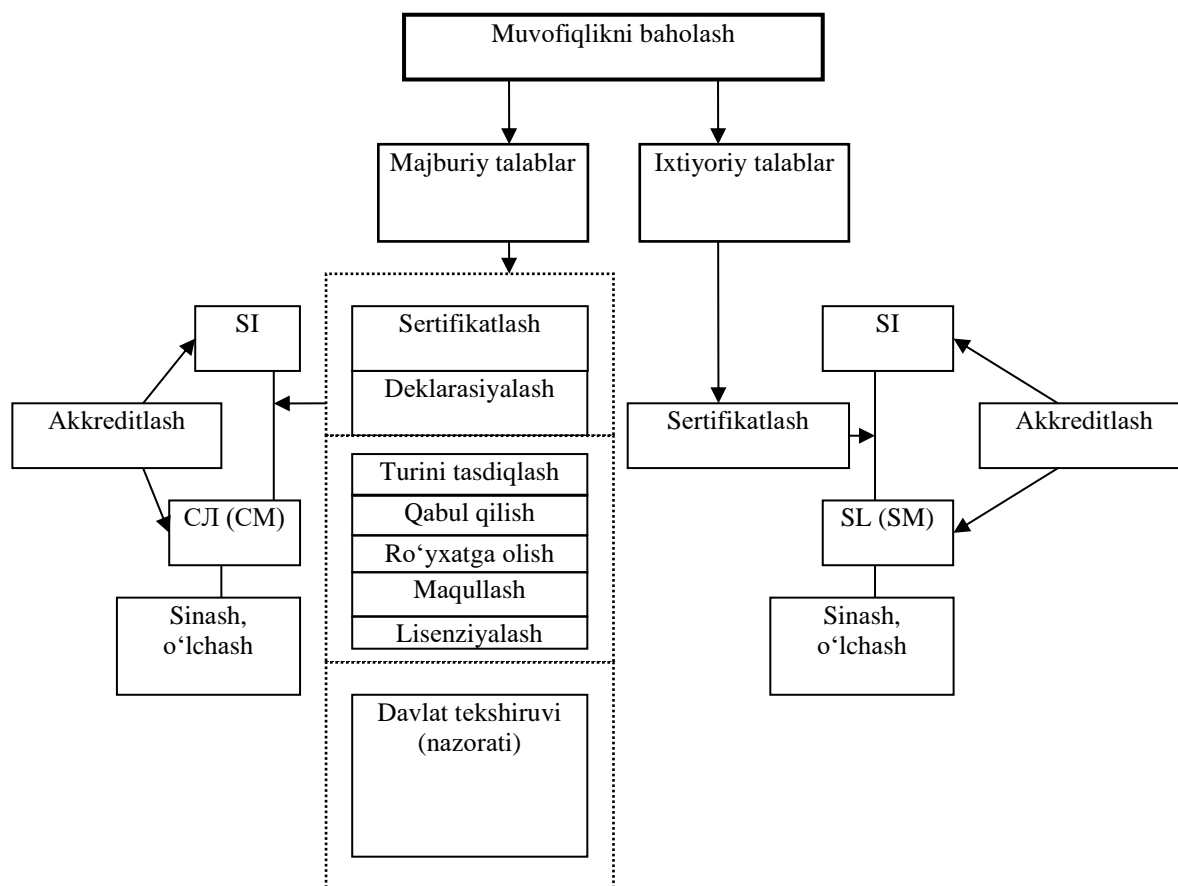 Muvofiqlikni baholash
Majburiy talablar
Ixtiyoriy talablar
SI
Sertifikatlash
SI
Deklarasiyalash
Akkreditlash
Sertifikatlash
Akkreditlash
Turini tasdiqlash
СЛ (СМ)
Qabul qilish
SL (SM)
Ro‘yxatga olish
Maqullash
Sinash,
o‘lchash
Lisenziyalash
Sinash,
o‘lchash
Davlat tekshiruvi
(nazorati)